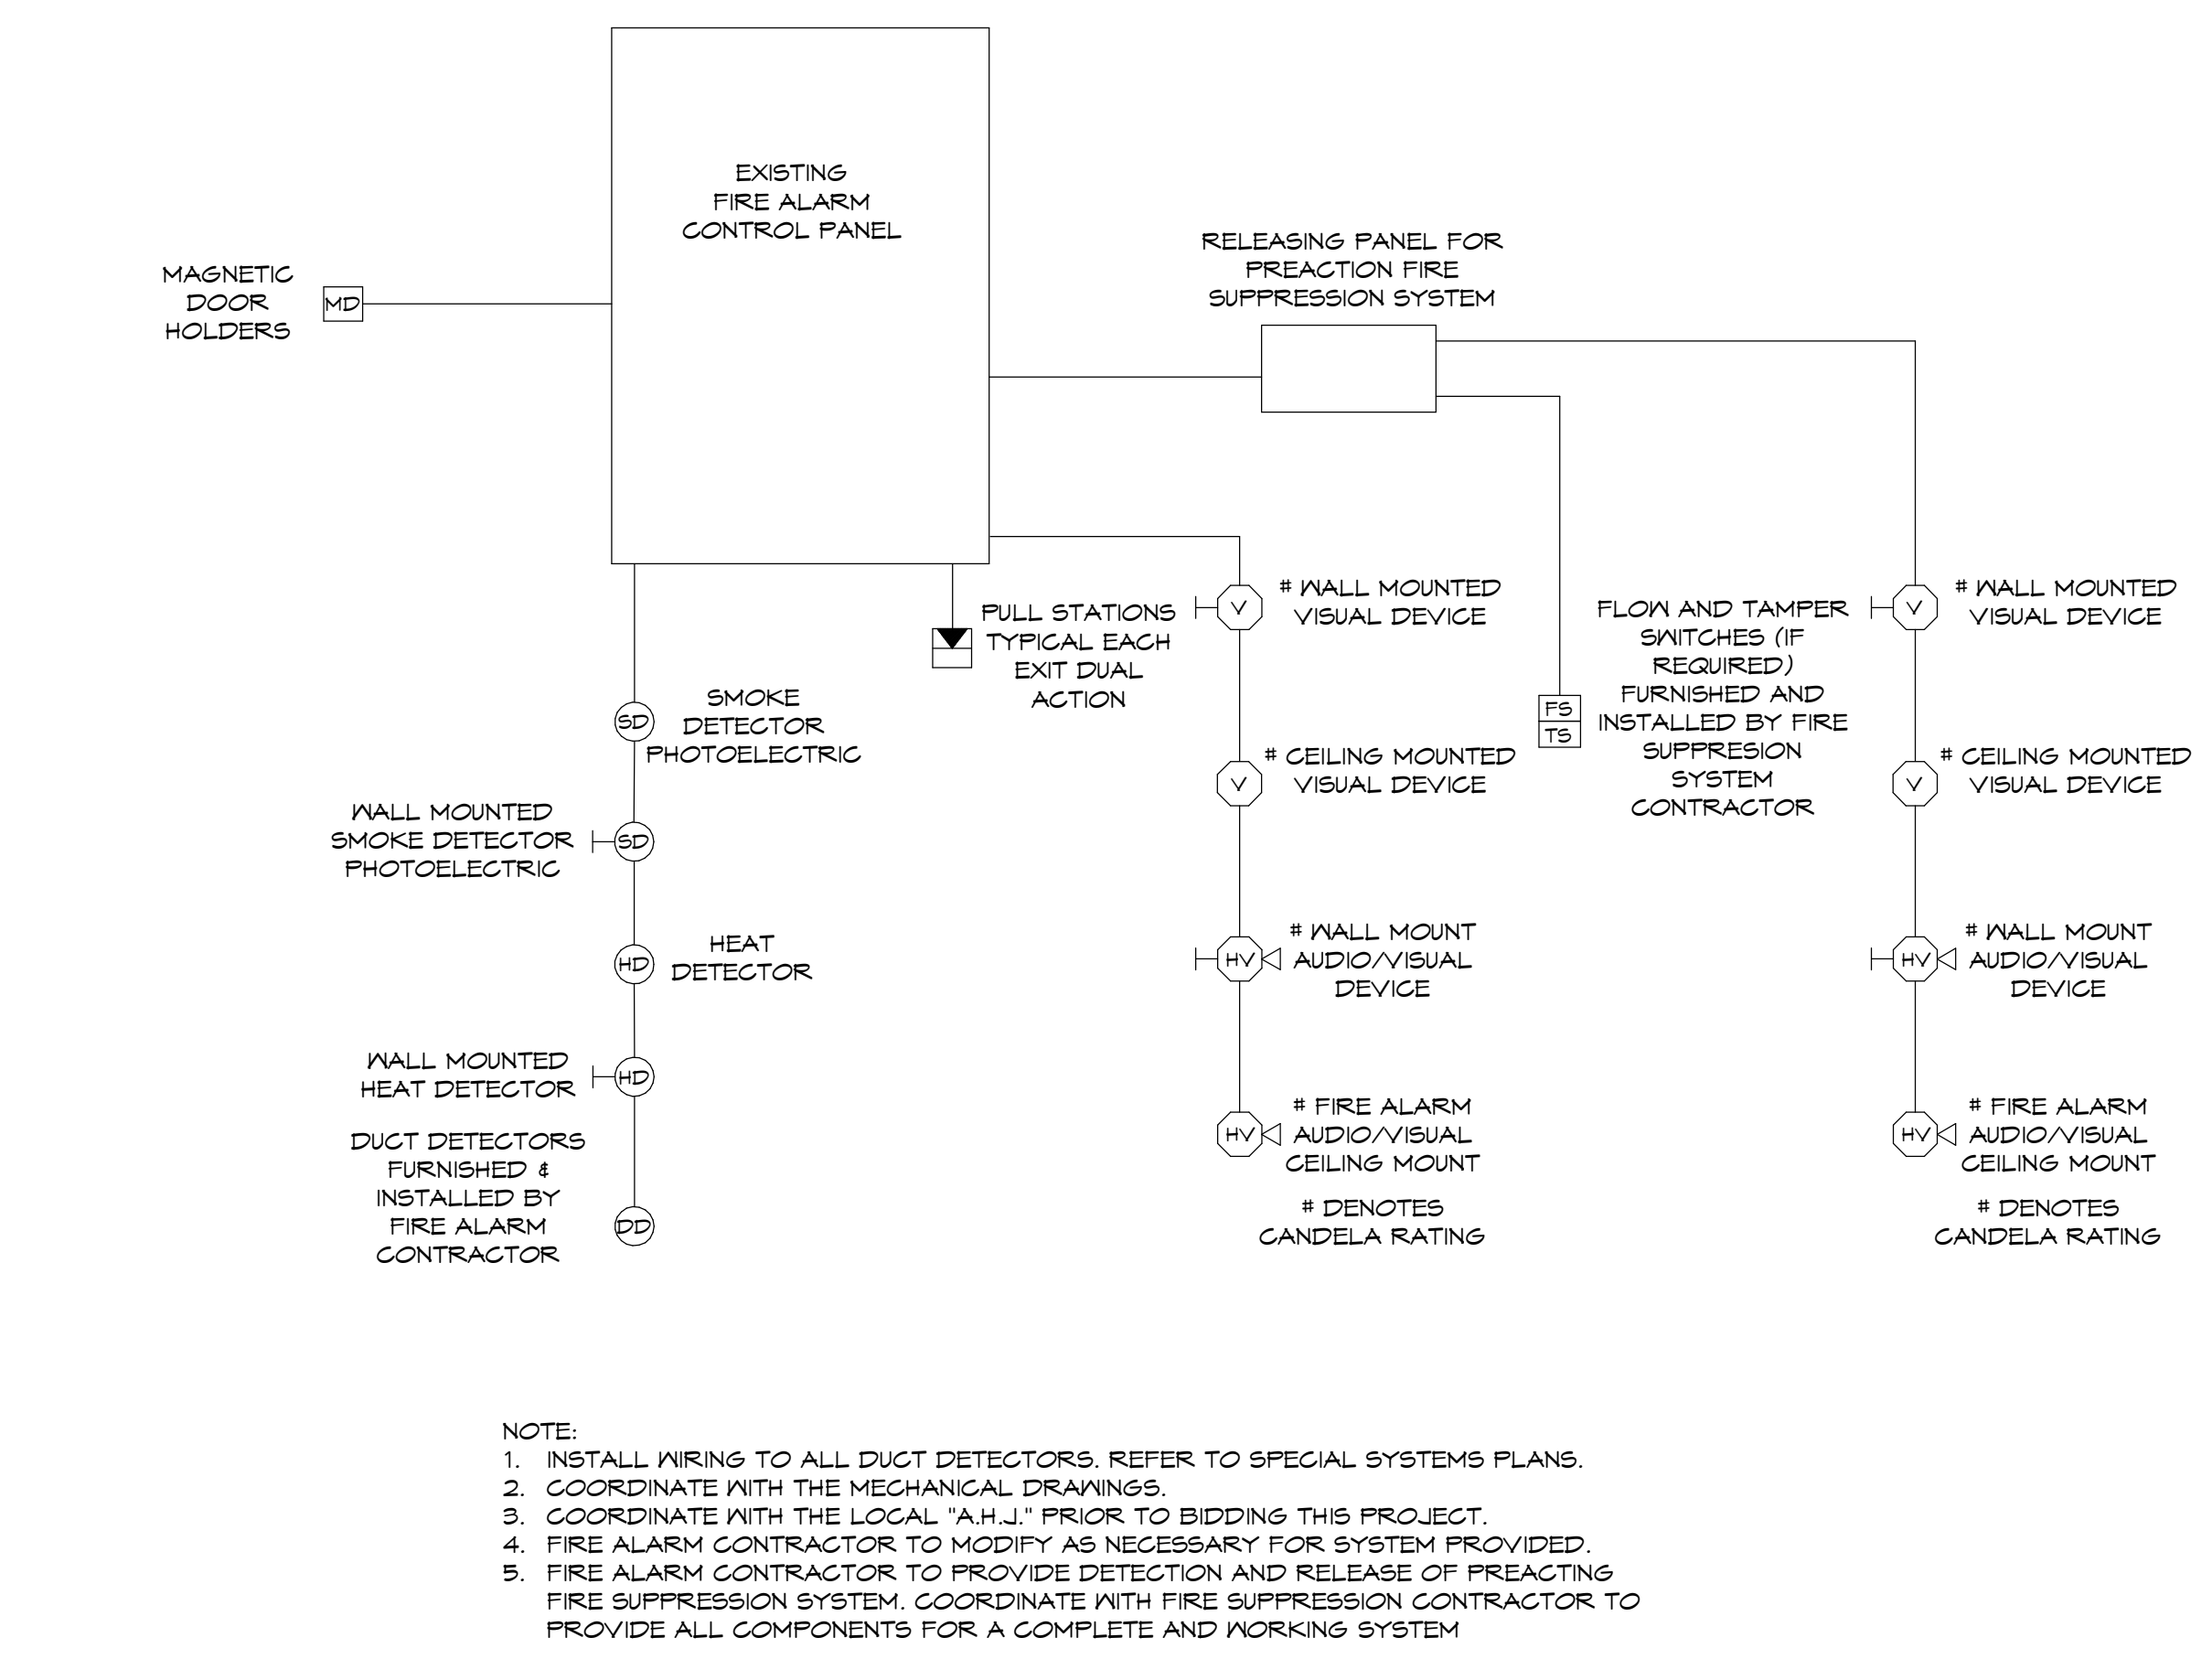 EXISTING
FIRE ALARM
CONTROL PANEL
MAGNETIC
DOOR
HOLDERS
MD
RELEASING PANEL FOR
PREACTION FIRE
SUPPRESSION SYSTEM
PULL STATIONS
TYPICAL EACH
EXIT DUAL
ACTION
SD
SMOKE
DETECTOR
PHOTOELECTRIC
WALL MOUNTED
SMOKE DETECTOR
PHOTOELECTRIC
SD
HD
HEAT
DETECTOR
WALL MOUNTED
HEAT DETECTOR
HD
DUCT DETECTORS
FURNISHED &
INSTALLED BY
FIRE ALARM
CONTRACTOR
DD
V
# WALL MOUNTED
VISUAL DEVICE
V
# CEILING MOUNTED
VISUAL DEVICE
HV
# WALL MOUNT
AUDIO/VISUAL
DEVICE
HV
# FIRE ALARM
AUDIO/VISUAL
CEILING MOUNT
# DENOTES
CANDELA RATING
FS
TS
FLOW AND TAMPER
SWITCHES (IF
REQUIRED)
FURNISHED AND
INSTALLED BY FIRE
SUPPRESION
SYSTEM
CONTRACTOR
V
# WALL MOUNTED
VISUAL DEVICE
V
# CEILING MOUNTED
VISUAL DEVICE
HV
# WALL MOUNT
AUDIO/VISUAL
DEVICE
HV
# FIRE ALARM
AUDIO/VISUAL
CEILING MOUNT
# DENOTES
CANDELA RATING
NOTE:
1. INSTALL WIRING TO ALL DUCT DETECTORS. REFER TO SPECIAL SYSTEMS PLANS.
2. COORDINATE WITH THE MECHANICAL DRAWINGS.
3. COORDINATE WITH THE LOCAL "A.H.J." PRIOR TO BIDDING THIS PROJECT.
4. FIRE ALARM CONTRACTOR TO MODIFY AS NECESSARY FOR SYSTEM PROVIDED.
5. FIRE ALARM CONTRACTOR TO PROVIDE DETECTION AND RELEASE OF PREACTING
FIRE SUPPRESSION SYSTEM. COORDINATE WITH FIRE SUPPRESSION CONTRACTOR TO
PROVIDE ALL COMPONENTS FOR A COMPLETE AND WORKING SYSTEM